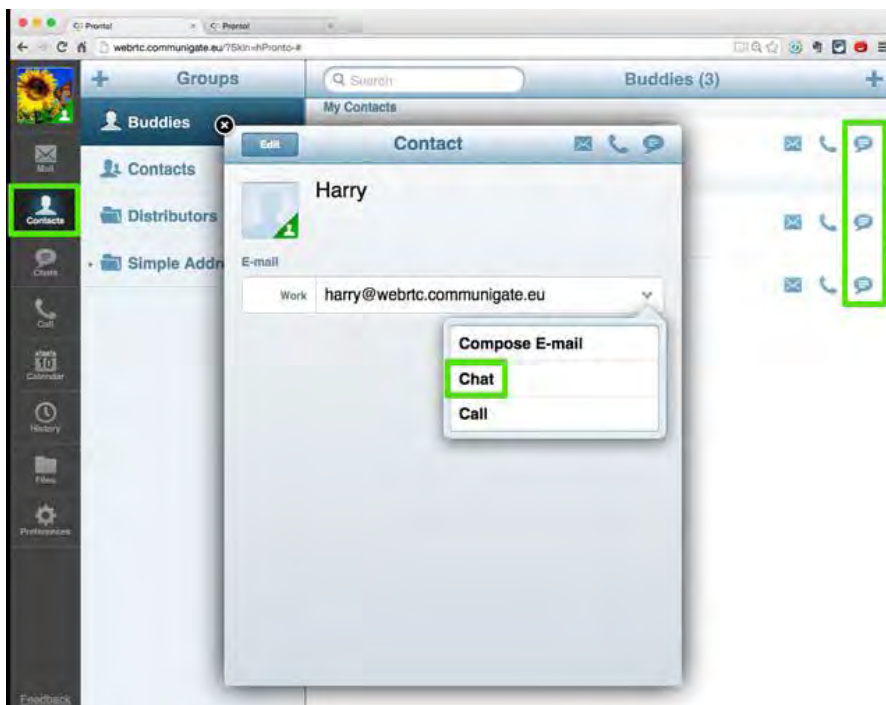 Pronto!
Pronto!
webrtc.communigate.eu/?Skin=hPronto-#
Groups
Search
Buddies (3)
My Contacts
Buddies
Edit
Contact
Mail
Contacts
Harry
Contacts
Distributors
Chats
Simple Addr
E-mail
Work harry@webrtc.communigate.eu
Call
Compose E-mail
10
Calendar
Chat
Call
History
Files
Preferences
Feedback